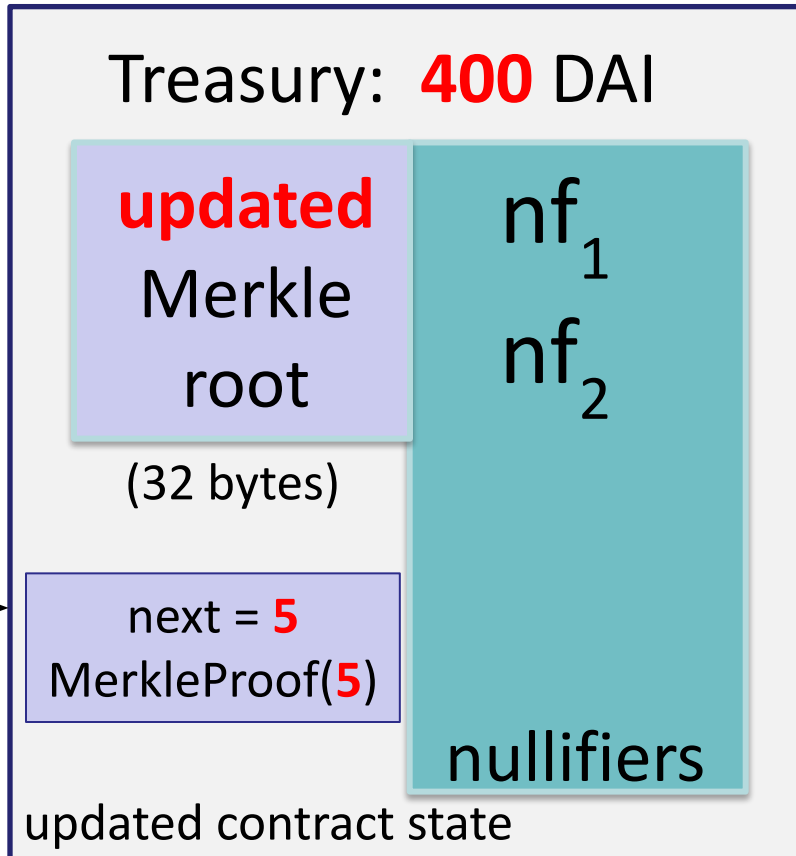 Treasury: 400 DAI
updated
Merkle
root
(32 bytes)
nf₁
nf₂
nullifiers
next = 5
MerkleProof(5)
updated contract state